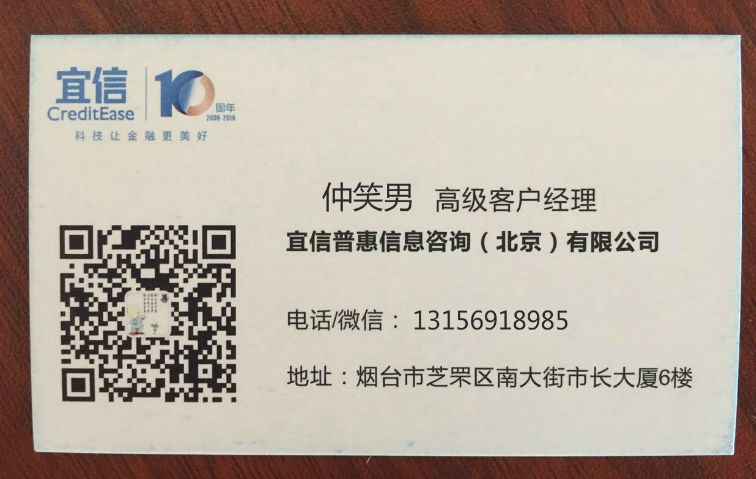 宜信
CreditEase
10
周年
2006-2016
科技让金融更美好
仲笑男 高级客户经理
宜信普惠信息咨询（北京）有限公司
电话/微信： 13156918985
地址：烟台市芝罘区南大街市长大厦6楼